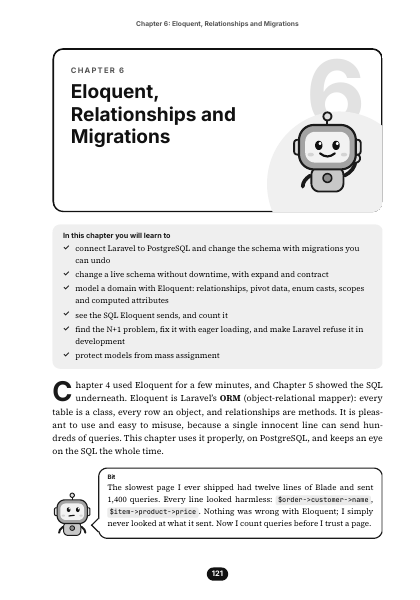 Chapter 6: Eloquent, Relationships and Migrations
CHAPTER 6
6
Eloquent,
Relationships and
Migrations
In this chapter you will learn to
✓ connect Laravel to PostgreSQL and change the schema with migrations you
can undo
✓ change a live schema without downtime, with expand and contract
✓ model a domain with Eloquent: relationships, pivot data, enum casts, scopes
and computed attributes
✓ see the SQL Eloquent sends, and count it
✓ find the N+1 problem, fix it with eager loading, and make Laravel refuse it in
development
✓ protect models from mass assignment
Chapter 4 used Eloquent for a few minutes, and Chapter 5 showed the SQL
underneath. Eloquent is Laravel's ORM (object-relational mapper): every
table is a class, every row an object, and relationships are methods. It is pleas-
ant to use and easy to misuse, because a single innocent line can send hun-
dreds of queries. This chapter uses it properly, on PostgreSQL, and keeps an eye
on the SQL the whole time.
Bit
The slowest page I ever shipped had twelve lines of Blade and sent
1,400 queries. Every line looked harmless: $order->customer->name,
$item->product->price. Nothing was wrong with Eloquent; I simply
never looked at what it sent. Now I count queries before I trust a page.
121